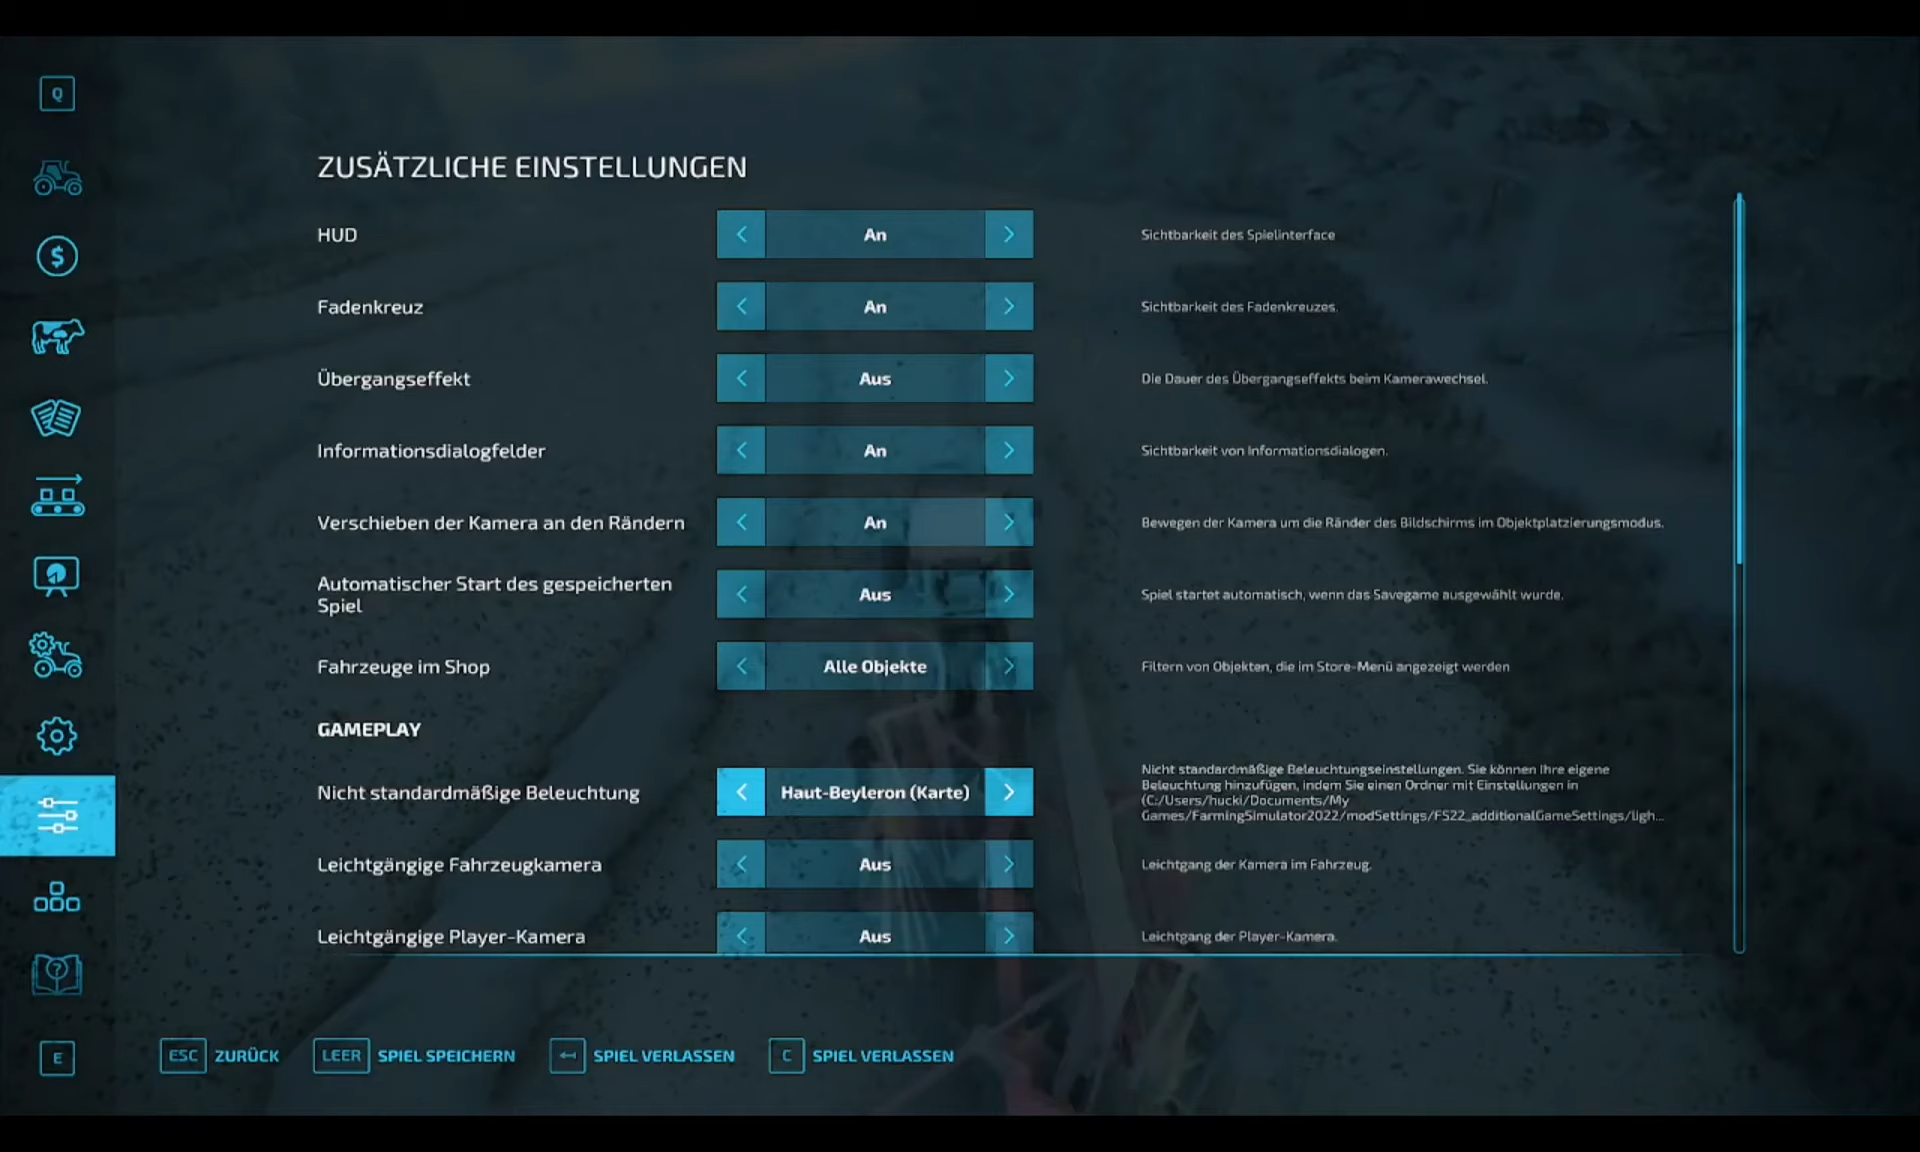 Q
ZUSÄTZLICHE EINSTELLUNGEN
HUD
An
Sichtbarkeit des Spielinterface
Fadenkreuz
An
Sichtbarkeit des Fadenkreuzes.
Übergangseffekt
Aus
Die Dauer des Übergangseffekts beim Kamerawechsel.
Informationsdialogfelder
An
Sichtbarkeit von Informationsdialogen.
Verschieben der Kamera an den Rändern
An
Bewegen der Kamera um die Ränder des Bildschirms im Objektplatzierungsmodus.
Automatischer Start des gespeicherten
Spiel
Aus
Spiel startet automatisch, wenn das Savegame ausgewählt wurde.
Fahrzeuge im Shop
Alle Objekte
Filtern von Objekten, die im Store-Menü angezeigt werden
GAMEPLAY
Nicht standardmäßige Beleuchtung
Haut-Beyleron (Karte)
Nicht standardmäßige Beleuchtungseinstellungen. Sie können Ihre eigene
Beleuchtung hinzufügen, indem Sie einen Ordner mit Einstellungen in
(C:/Users/hucki/Documents/My
Games/FarmingSimulator2022/modSettings/FS22_additionalGameSettings/ligh...
Leichtgängige Fahrzeugkamera
Aus
Leichtgang der Kamera im Fahrzeug.
Leichtgängige Player-Kamera
Aus
Leichtgang der Player-Kamera.
E
ESC ZURÜCK LEER SPIEL SPEICHERN SPIEL VERLASSEN C SPIEL VERLASSEN